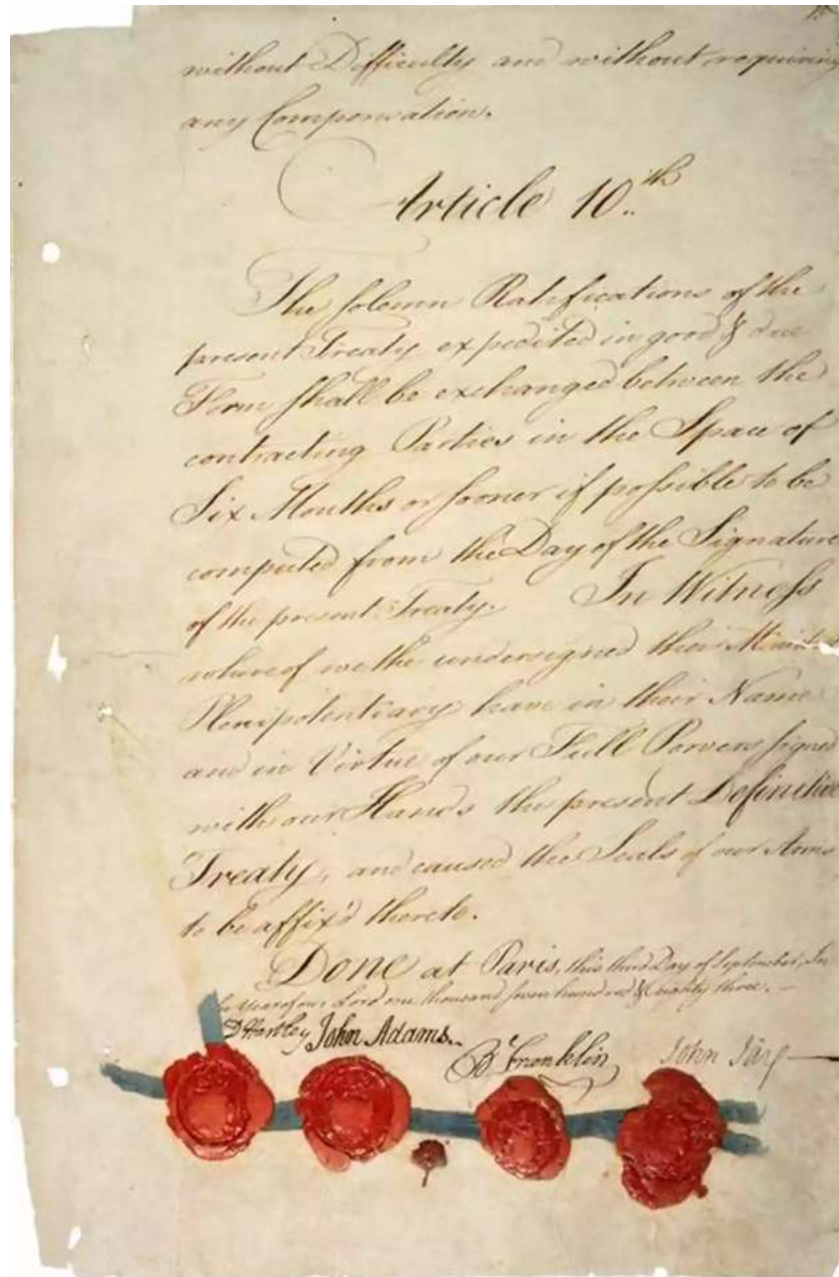 15
without Difficulty and without requiring
any Compensation.
Article 10.th
The solemn Ratifications of the
present Treaty expedited in good & due
Form shall be exchanged between the
contracting Parties in the Space of
Six Months or sooner if possible to be
computed from the Day of the Signature
of the present Treaty. In Witness
whereof we the undersigned their
Plenipotentiary have in their Name
and in Virtue of our Full Powers signed
with our Hands the present Definitive
Treaty, and caused the Seals of our Arms
to be affix'd thereto.
Done at Paris, this third Day of September, In
the Year of our Lord one thousand seven hundred & eighty three.—
D Hartley John Adams.
B Franklin John Jay